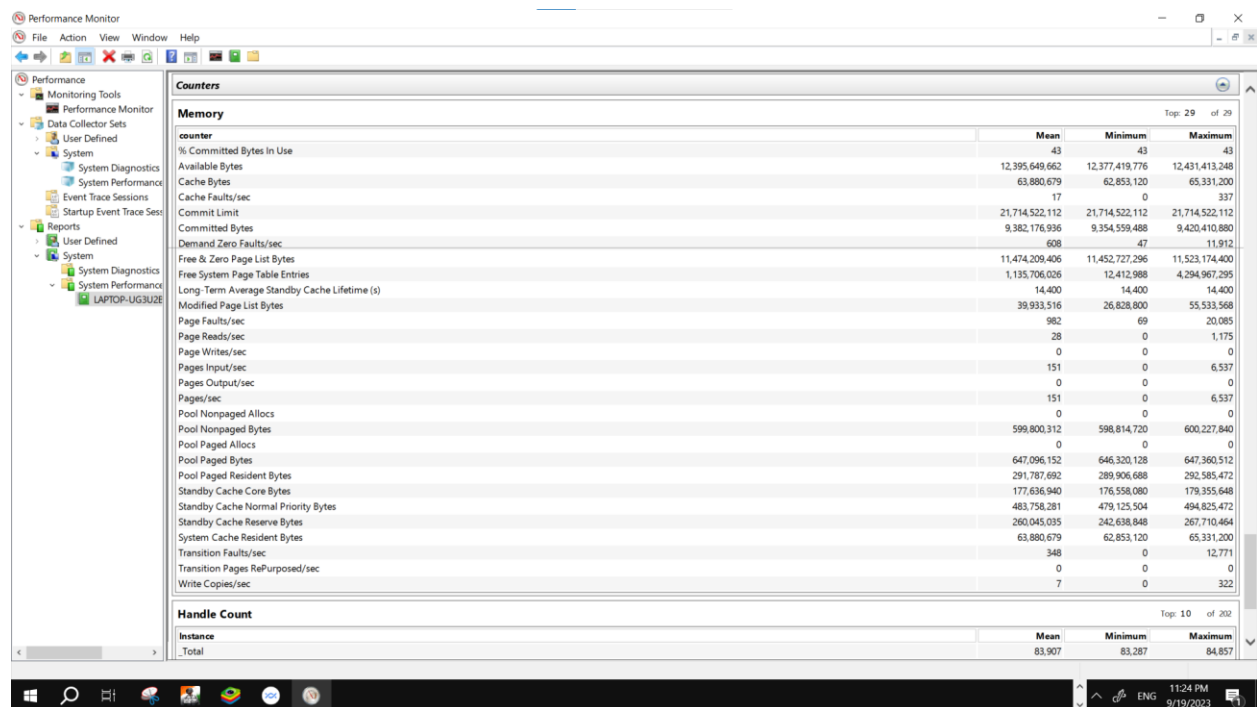 Performance Monitor
File Action View Window Help
Performance
Monitoring Tools
Performance Monitor
Data Collector Sets
User Defined
System
System Diagnostics
System Performance
Event Trace Sessions
Startup Event Trace Sess
Reports
User Defined
System
System Diagnostics
System Performance
LAPTOP-UG3U2E
Counters
Memory Top: 29 of 29
counter Mean Minimum Maximum
% Committed Bytes In Use 43 43 43
Available Bytes 12,395,649,662 12,377,419,776 12,431,413,248
Cache Bytes 63,880,679 62,853,120 65,331,200
Cache Faults/sec 17 0 337
Commit Limit 21,714,522,112 21,714,522,112 21,714,522,112
Committed Bytes 9,382,176,936 9,354,559,488 9,420,410,880
Demand Zero Faults/sec 608 47 11,912
Free & Zero Page List Bytes 11,474,209,406 11,452,727,296 11,523,174,400
Free System Page Table Entries 1,135,706,026 12,412,988 4,294,967,295
Long-Term Average Standby Cache Lifetime (s) 14,400 14,400 14,400
Modified Page List Bytes 39,933,516 26,828,800 55,533,568
Page Faults/sec 982 69 20,085
Page Reads/sec 28 0 1,175
Page Writes/sec 0 0 0
Pages Input/sec 151 0 6,537
Pages Output/sec 0 0 0
Pages/sec 151 0 6,537
Pool Nonpaged Allocs 0 0 0
Pool Nonpaged Bytes 599,800,312 598,814,720 600,227,840
Pool Paged Allocs 0 0 0
Pool Paged Bytes 647,096,152 646,320,128 647,360,512
Pool Paged Resident Bytes 291,787,692 289,906,688 292,585,472
Standby Cache Core Bytes 177,636,940 176,558,080 179,355,648
Standby Cache Normal Priority Bytes 483,758,281 479,125,504 494,825,472
Standby Cache Reserve Bytes 260,045,035 242,638,848 267,710,464
System Cache Resident Bytes 63,880,679 62,853,120 65,331,200
Transition Faults/sec 348 0 12,771
Transition Pages RePurposed/sec 0 0 0
Write Copies/sec 7 0 322
Handle Count Top: 10 of 202
Instance Mean Minimum Maximum
_Total 83,907 83,287 84,857
ENG
11:24 PM
9/19/2023
1